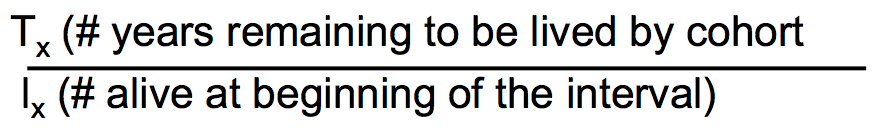 Tx (# years remaining to be lived by cohort
lx (# alive at beginning of the interval)